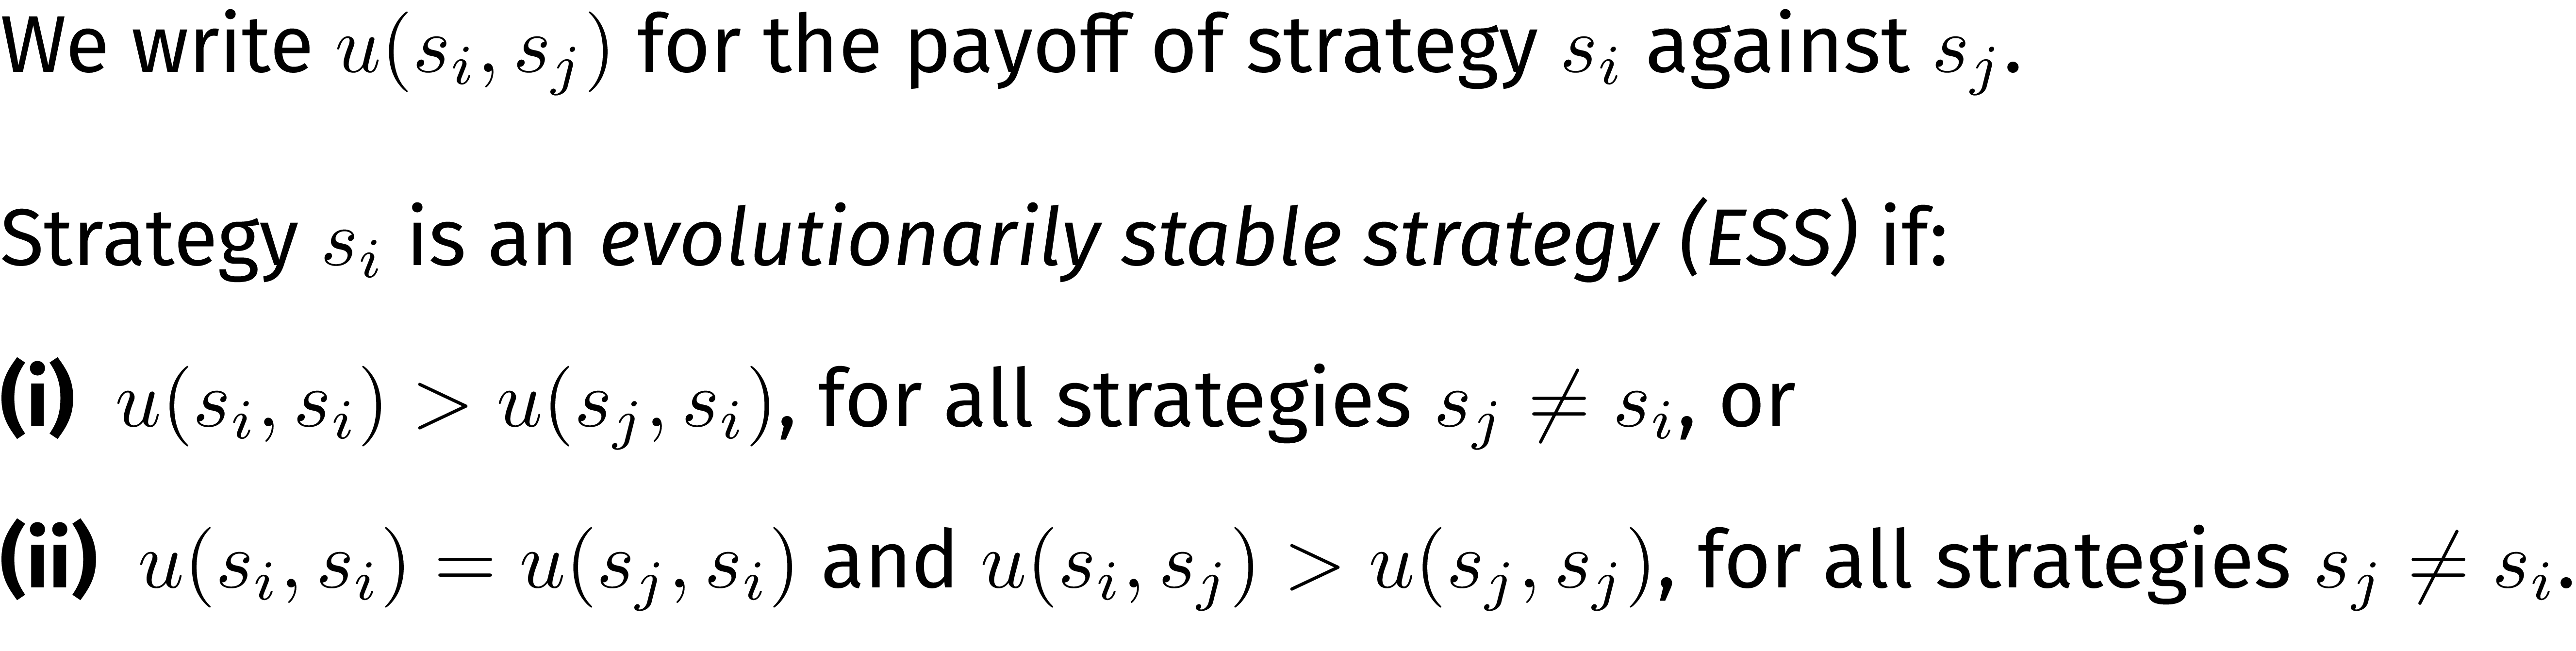 We write $u(s_i, s_j)$ for the payoff of strategy $s_i$ against $s_j$.
Strategy $s_i$ is an evolutionarily stable strategy (ESS) if:
(i) $u(s_i, s_i) > u(s_j, s_i)$, for all strategies $s_j \neq s_i$, or
(ii) $u(s_i, s_i) = u(s_j, s_i)$ and $u(s_i, s_j) > u(s_j, s_j)$, for all strategies $s_j \neq s_i$.